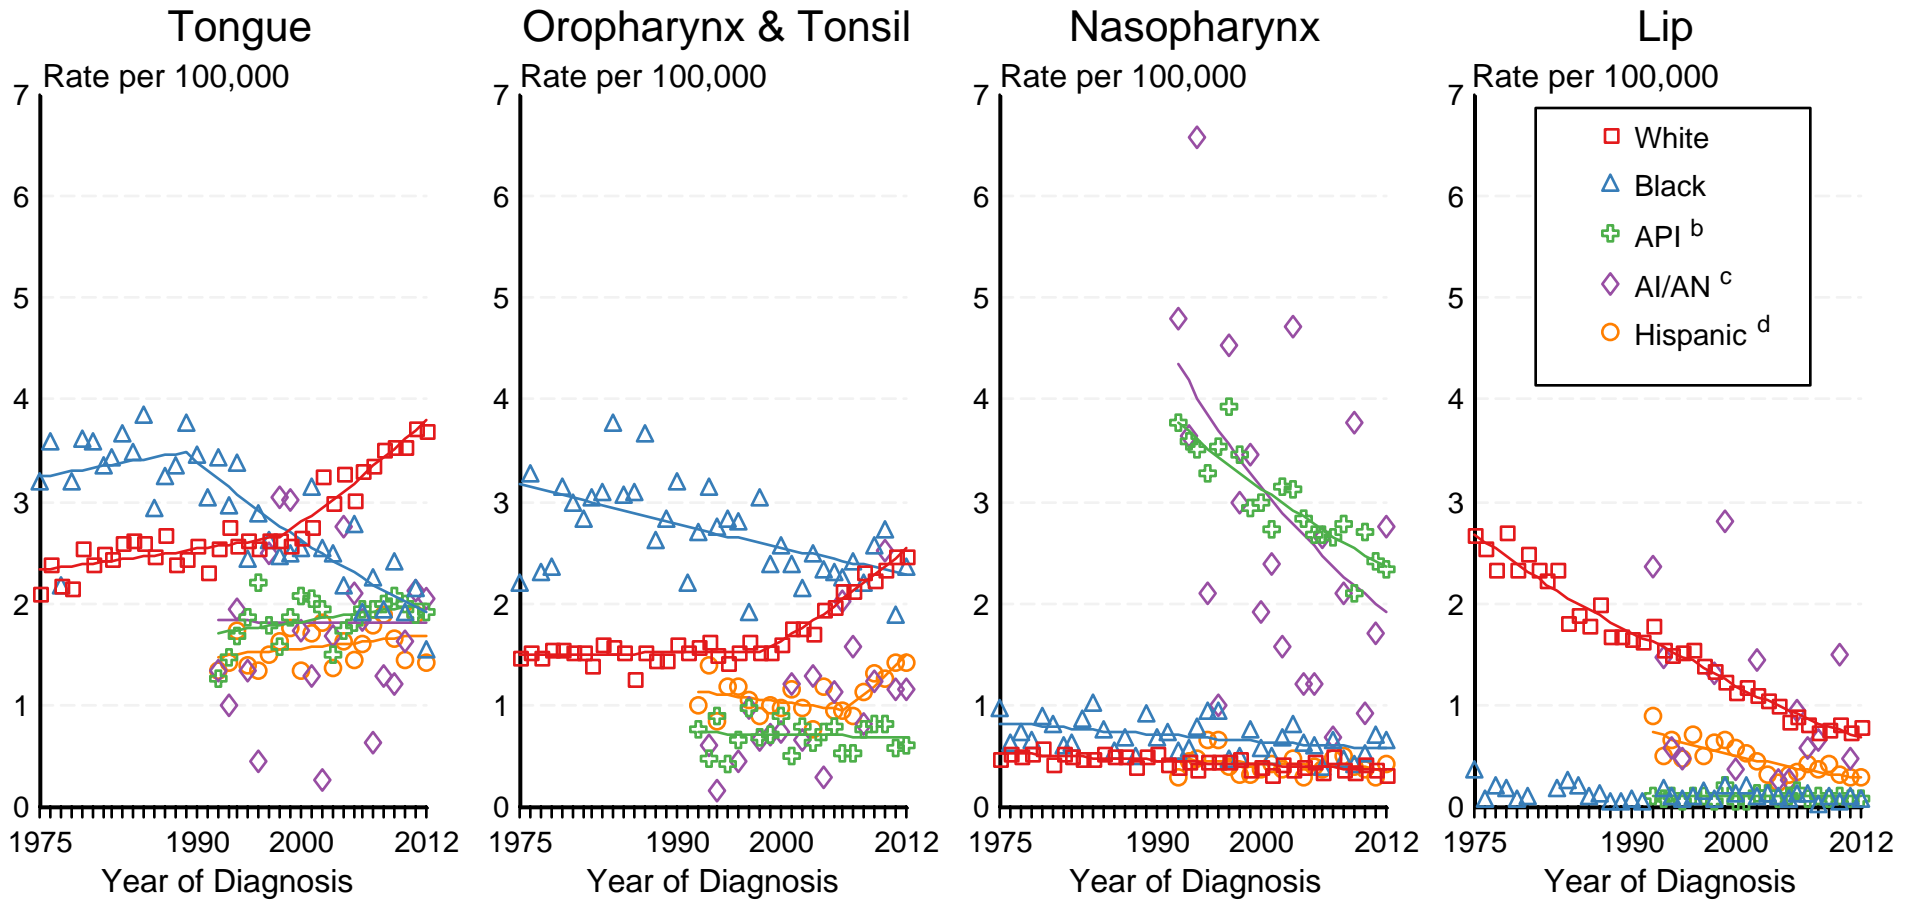 Tongue
Rate per 100,000
7
6
5
4
3
2
1
0
1975 1990 2000 2012
Year of Diagnosis
Oropharynx & Tonsil
Rate per 100,000
7
6
5
4
3
2
1
0
1975 1990 2000 2012
Year of Diagnosis
Nasopharynx
Rate per 100,000
7
6
5
4
3
2
1
0
1975 1990 2000 2012
Year of Diagnosis
Lip
Rate per 100,000
7
6
5
4
3
2
1
0
1975 1990 2000 2012
Year of Diagnosis
White
Black
API b
AI/AN c
Hispanic d